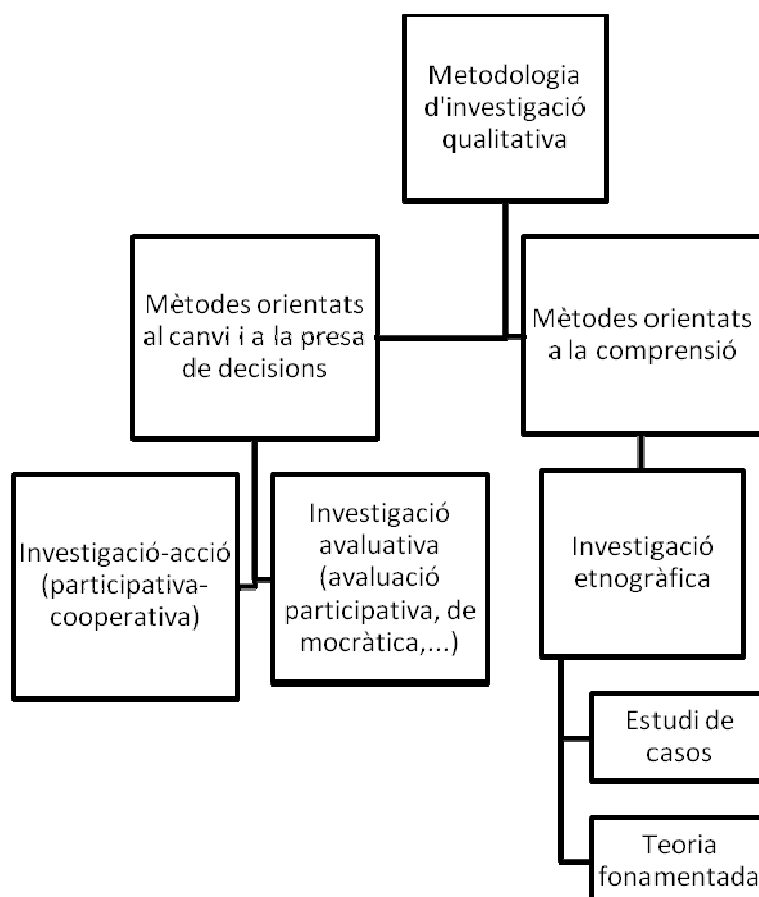 Metodologia
d'investigació
qualitativa
Mètodes orientats
al canvi i a la presa
de decisions
Mètodes orientats
a la comprensió
Investigació-acció
(participativa-
cooperativa)
Investigació
avaluativa
(avaluació
participativa, de
mocràtica,...)
Investigació
etnogràfica
Estudi de
casos
Teoria
fonamentada